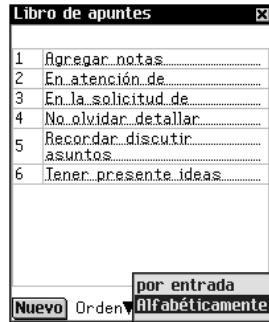 Libro de apuntes
1 Agregar notas
2 En atención de
3 En la solicitud de
4 No olvidar detallar
5 Recordar discutir
asuntos
6 Tener presente ideas
por entrada
Nuevo Orden Alfabéticamente